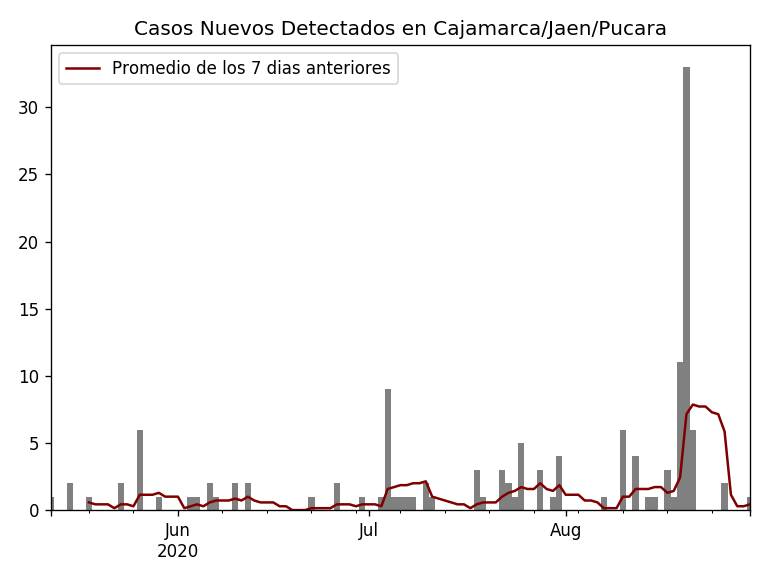 Casos Nuevos Detectados en Cajamarca/Jaen/Pucara
Promedio de los 7 dias anteriores
30
25
20
15
10
5
0
Jun
2020
Jul
Aug